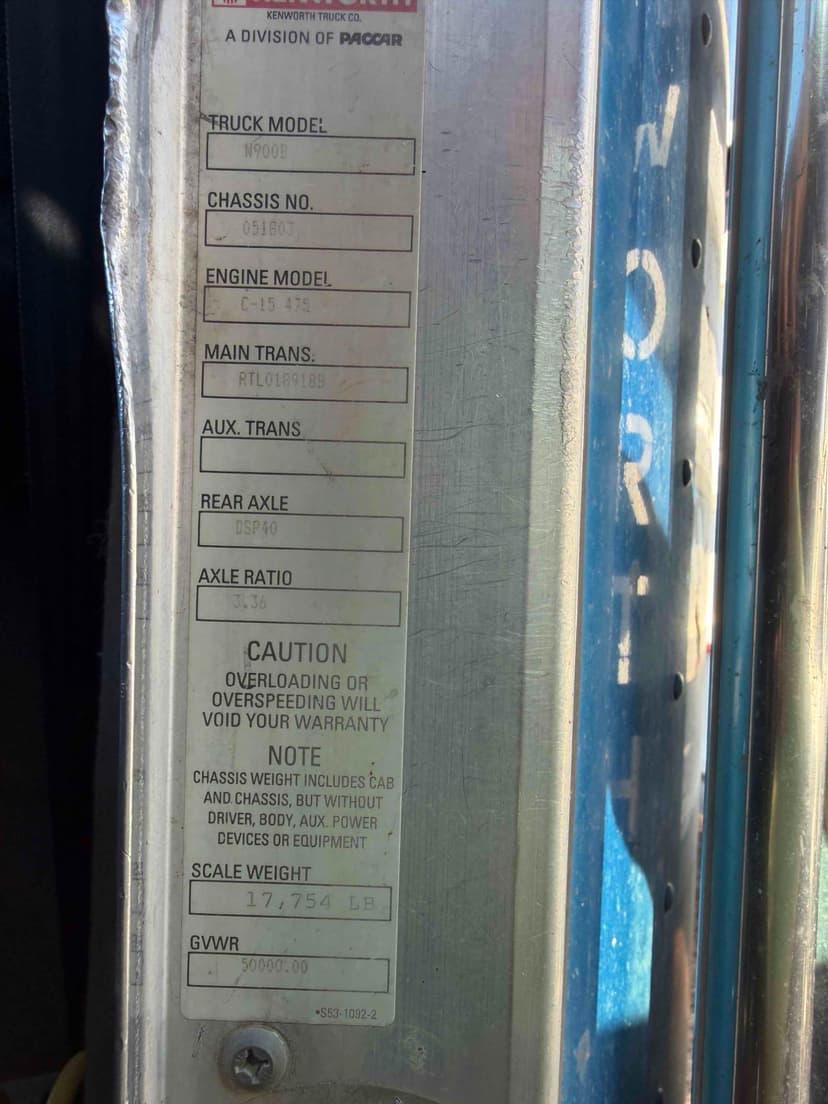 KENWORTH
KENWORTH TRUCK CO.
A DIVISION OF PACCAR
TRUCK MODEL
CHASSIS NO.
ENGINE MODEL
C-15 475
MAIN TRANS.
RTLO18918B
AUX. TRANS
REAR AXLE
DSP40
AXLE RATIO
3.36
CAUTION
OVERLOADING OR
OVERSPEEDING WILL
VOID YOUR WARRANTY
NOTE
CHASSIS WEIGHT INCLUDES CAB
AND CHASSIS, BUT WITHOUT
DRIVER, BODY, AUX. POWER
DEVICES OR EQUIPMENT
SCALE WEIGHT
17,754 LB
GVWR
50000.00
•S53-1092-2
W
O
R
T
H